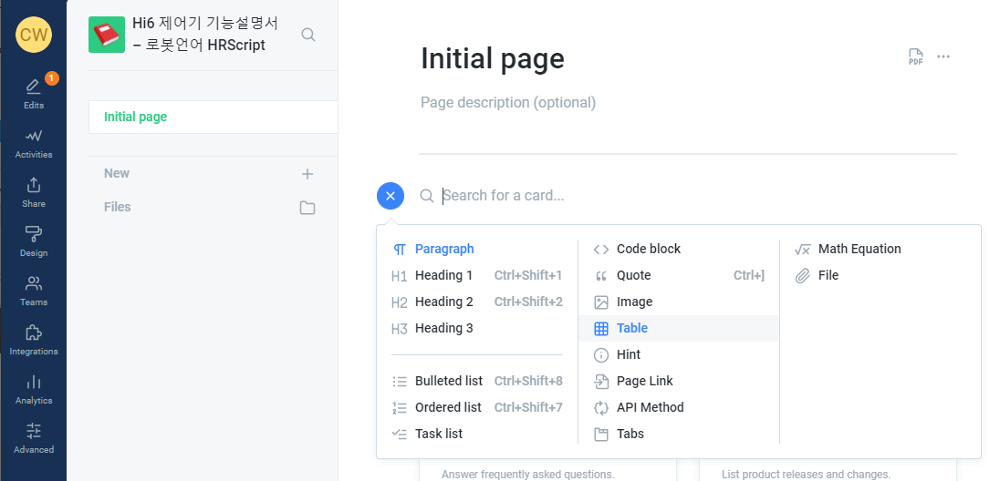 CW
1
Edits
Activities
Share
Design
Teams
Integrations
Analytics
Advanced
Hi6 제어기 기능설명서
– 로봇언어 HRScript
Initial page
New
Files
Initial page
PDF
Page description (optional)
Search for a card...
Paragraph
H1 Heading 1 Ctrl+Shift+1
H2 Heading 2 Ctrl+Shift+2
H3 Heading 3
Bulleted list Ctrl+Shift+8
Ordered list Ctrl+Shift+7
Task list
Code block
Quote Ctrl+]
Image
Table
Hint
Page Link
API Method
Tabs
√x Math Equation
File
Answer frequently asked questions.
List product releases and changes.